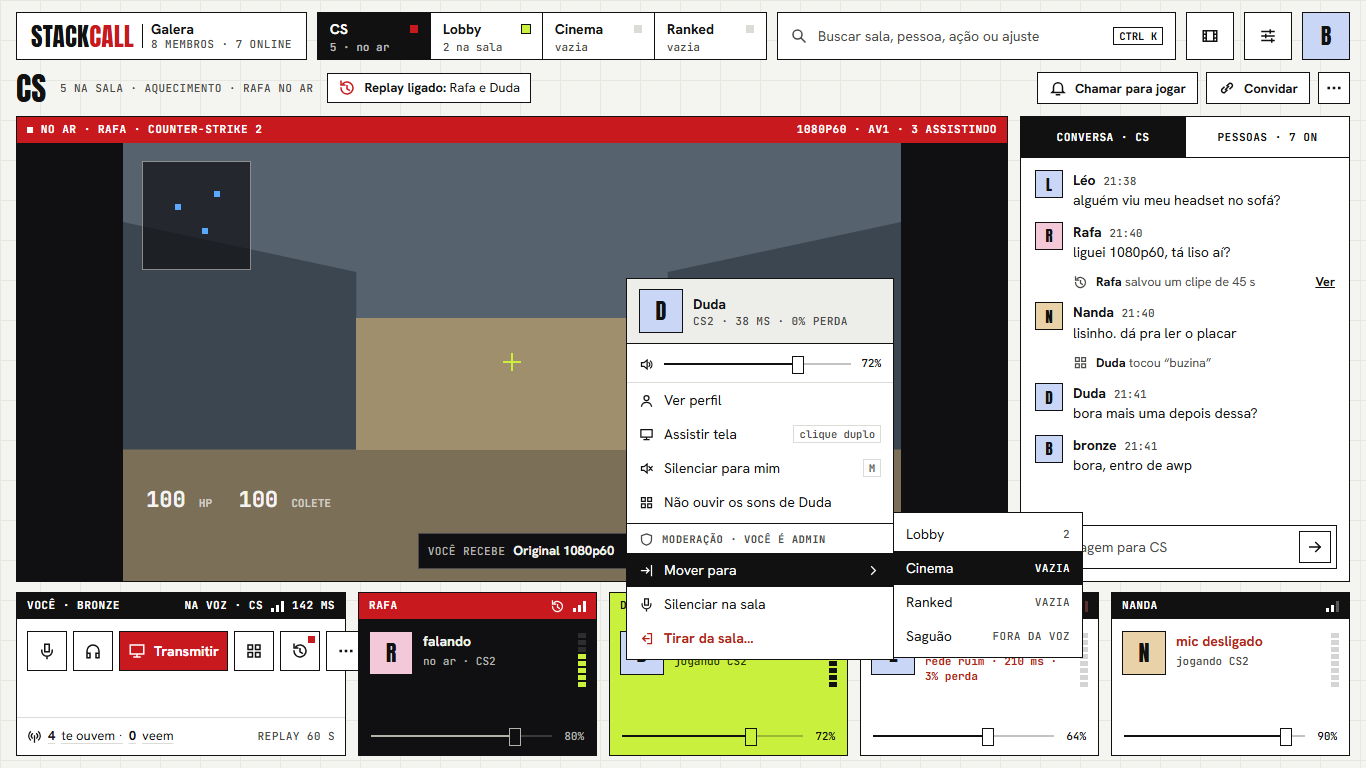 STACKCALL
Galera
8 MEMBROS · 7 ONLINE
CS
5 · no ar
Lobby
2 na sala
Cinema
vazia
Ranked
vazia
Buscar sala, pessoa, ação ou ajuste
CTRL K
B
CS
5 NA SALA · AQUECIMENTO · RAFA NO AR
Replay ligado: Rafa e Duda
Chamar para jogar
Convidar
NO AR · RAFA · COUNTER-STRIKE 2
1080P60 · AV1 · 3 ASSISTINDO
100 HP 100 COLETE
VOCÊ RECEBE Original 1080p60
D
Duda
CS2 · 38 MS · 0% PERDA
72%
Ver perfil
Assistir tela
clique duplo
Silenciar para mim
M
Não ouvir os sons de Duda
MODERAÇÃO · VOCÊ É ADMIN
Mover para
Silenciar na sala
Tirar da sala...
Lobby
2
Cinema
VAZIA
Ranked
VAZIA
Saguão
FORA DA VOZ
CONVERSA · CS
PESSOAS · 7 ON
L
Léo 21:38
alguém viu meu headset no sofá?
R
Rafa 21:40
liguei 1080p60, tá liso aí?
Rafa salvou um clipe de 45 s
Ver
N
Nanda 21:40
lisinho. dá pra ler o placar
Duda tocou “buzina”
D
Duda 21:41
bora mais uma depois dessa?
B
bronze 21:41
bora, entro de awp
agem para CS
VOCÊ · BRONZE
NA VOZ · CS
142 MS
Transmitir
4 te ouvem · 0 veem
REPLAY 60 S
RAFA
R
falando
no ar · CS2
80%
D
jogando CS2
72%
rede ruim · 210 ms ·
3% perda
64%
NANDA
N
mic desligado
jogando CS2
90%